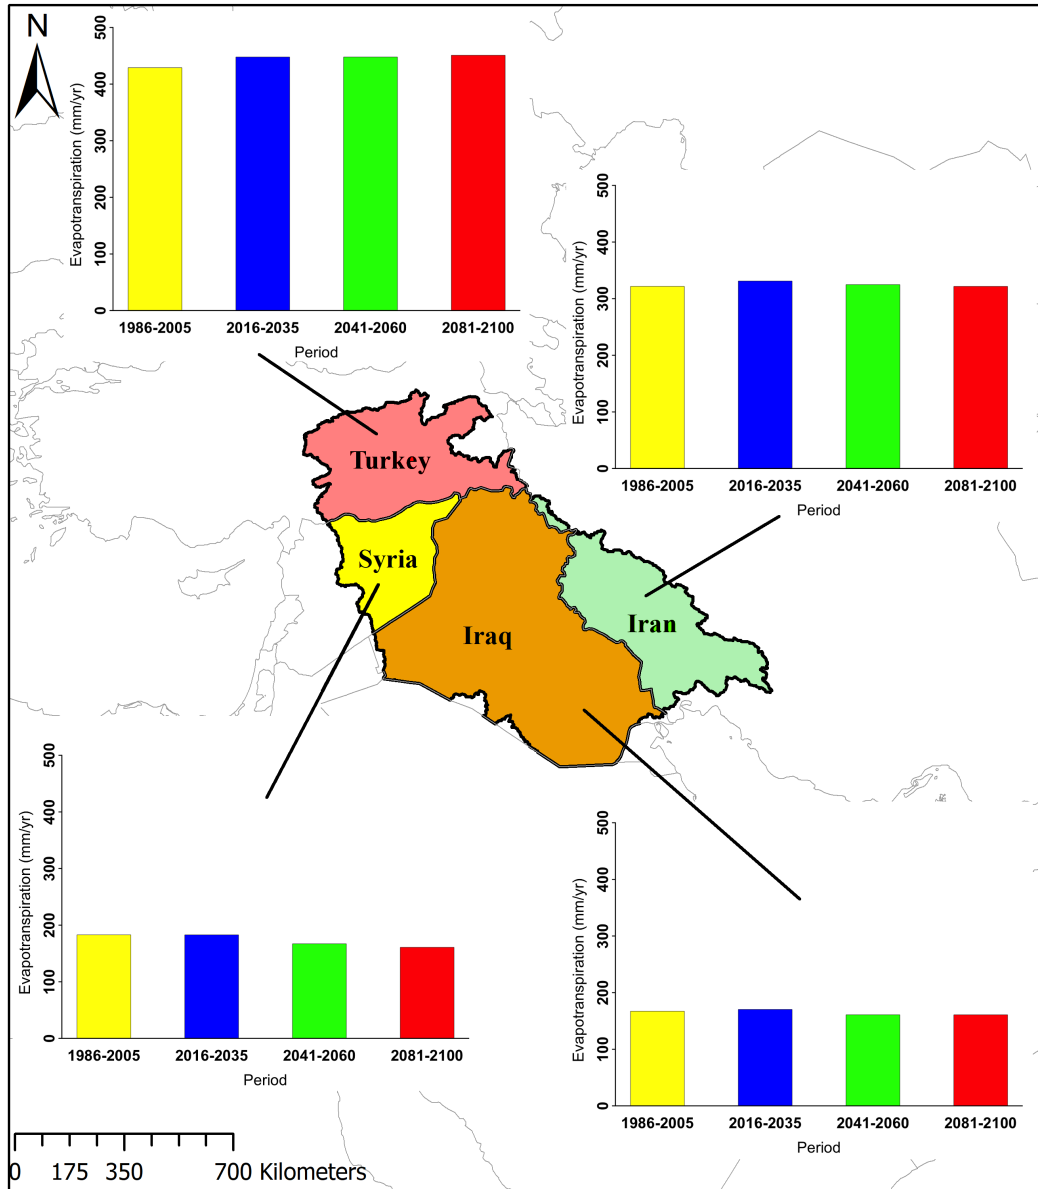 N
Evapotranspiration (mm/yr)
0 100 200 300 400 500
1986-2005 2016-2035 2041-2060 2081-2100
Period
Evapotranspiration (mm/yr)
0 100 200 300 400 500
1986-2005 2016-2035 2041-2060 2081-2100
Period
Turkey
Syria
Iraq
Iran
Evapotranspiration (mm/yr)
0 100 200 300 400 500
1986-2005 2016-2035 2041-2060 2081-2100
Period
Evapotranspiration (mm/yr)
0 100 200 300 400 500
1986-2005 2016-2035 2041-2060 2081-2100
Period
0 175 350 700 Kilometers